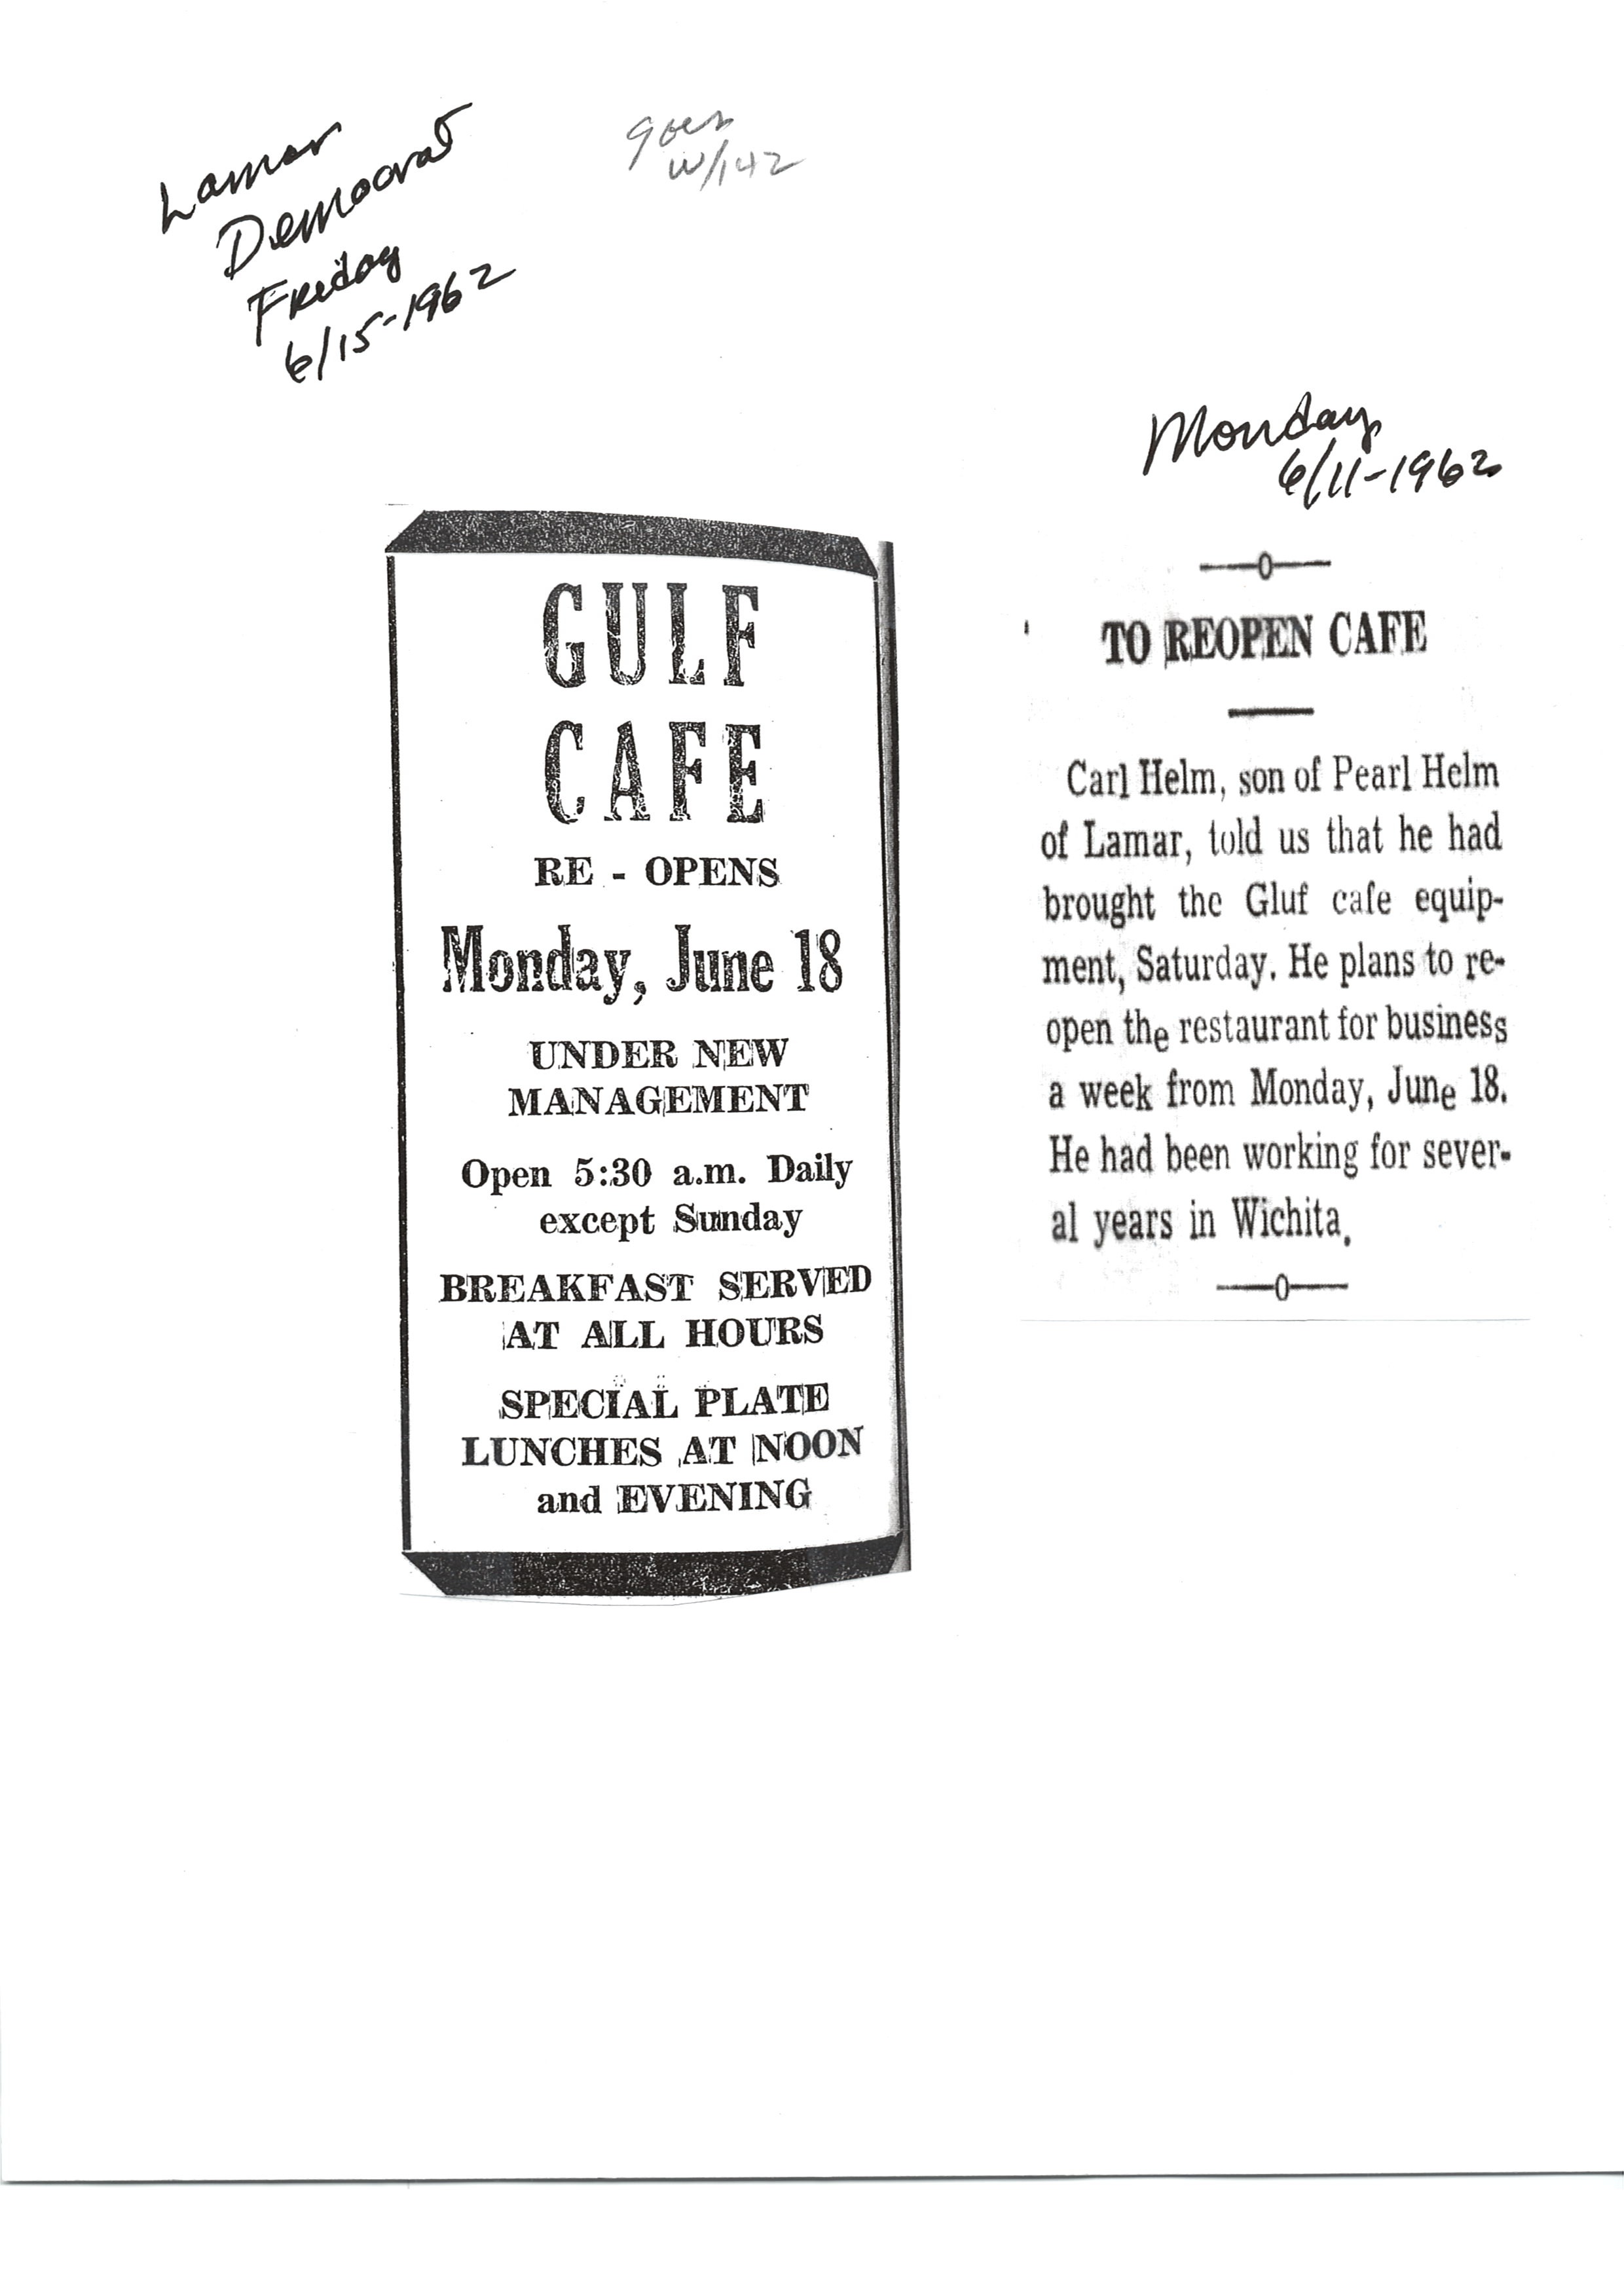 Lamar
Democrat
Friday
6/15-1962
goes
w/142
GULF
CAFE
RE - OPENS
Monday, June 18
UNDER NEW
MANAGEMENT
Open 5:30 a.m. Daily
except Sunday
BREAKFAST SERVED
AT ALL HOURS
SPECIAL PLATE
LUNCHES AT NOON
and EVENING
Monday
6/11-1962
TO REOPEN CAFE
Carl Helm, son of Pearl Helm
of Lamar, told us that he had
brought the Gluf cafe equip-
ment, Saturday. He plans to re-
open the restaurant for business
a week from Monday, June 18.
He had been working for sever-
al years in Wichita.